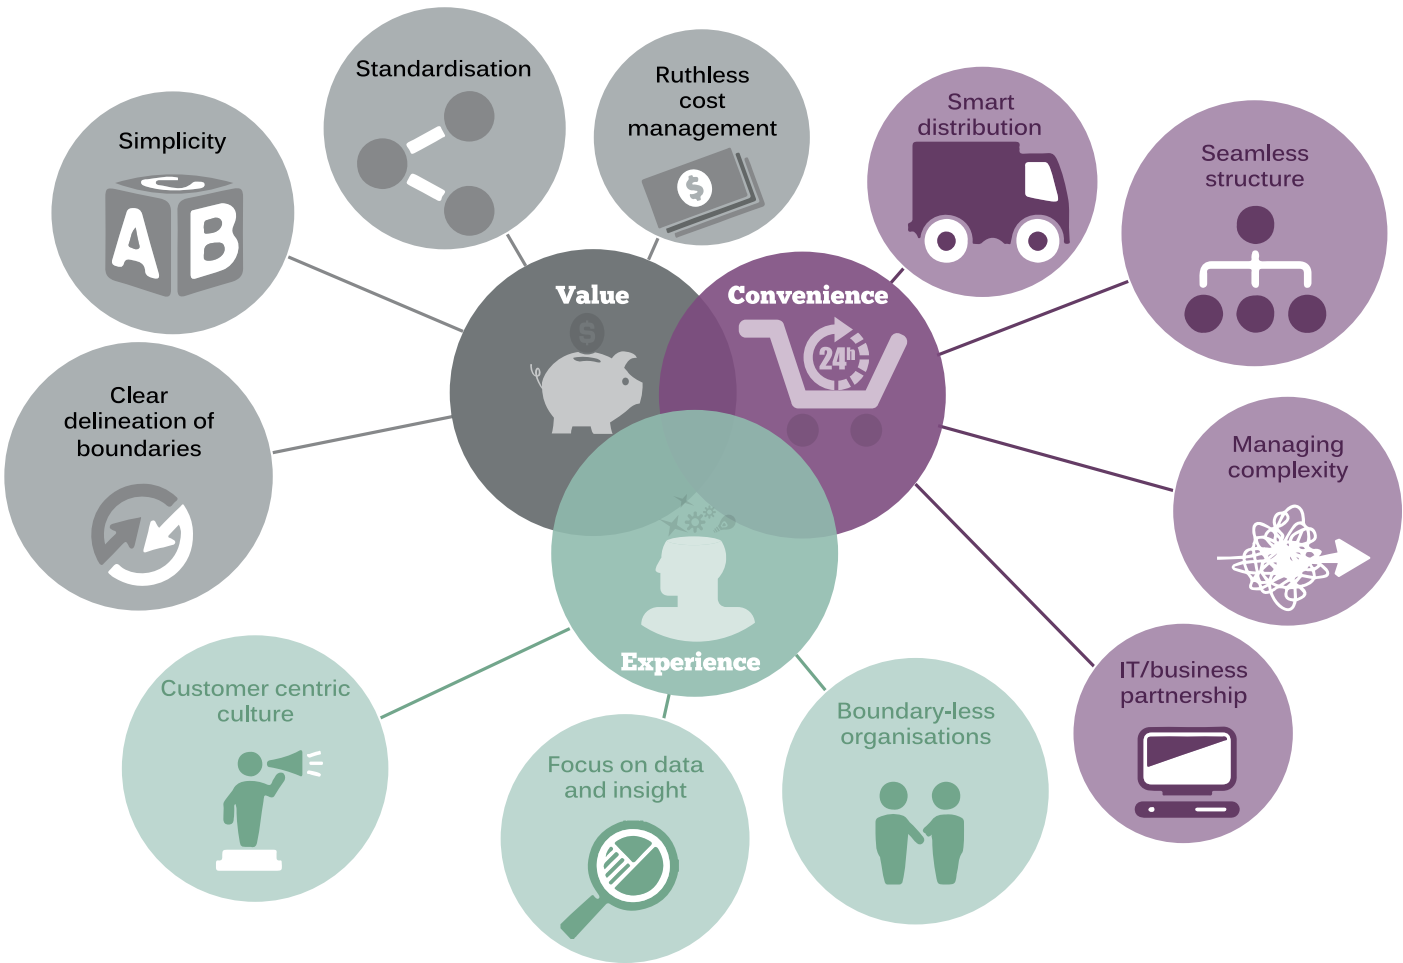 Standardisation
Ruthless
cost
management
Smart
distribution
Simplicity
A B
Seamless
structure
$
Value
Convenience
$
24h
Clear
delineation of
boundaries
Managing
complexity
Experience
Customer centric
culture
IT/business
partnership
Boundary-less
organisations
Focus on data
and insight